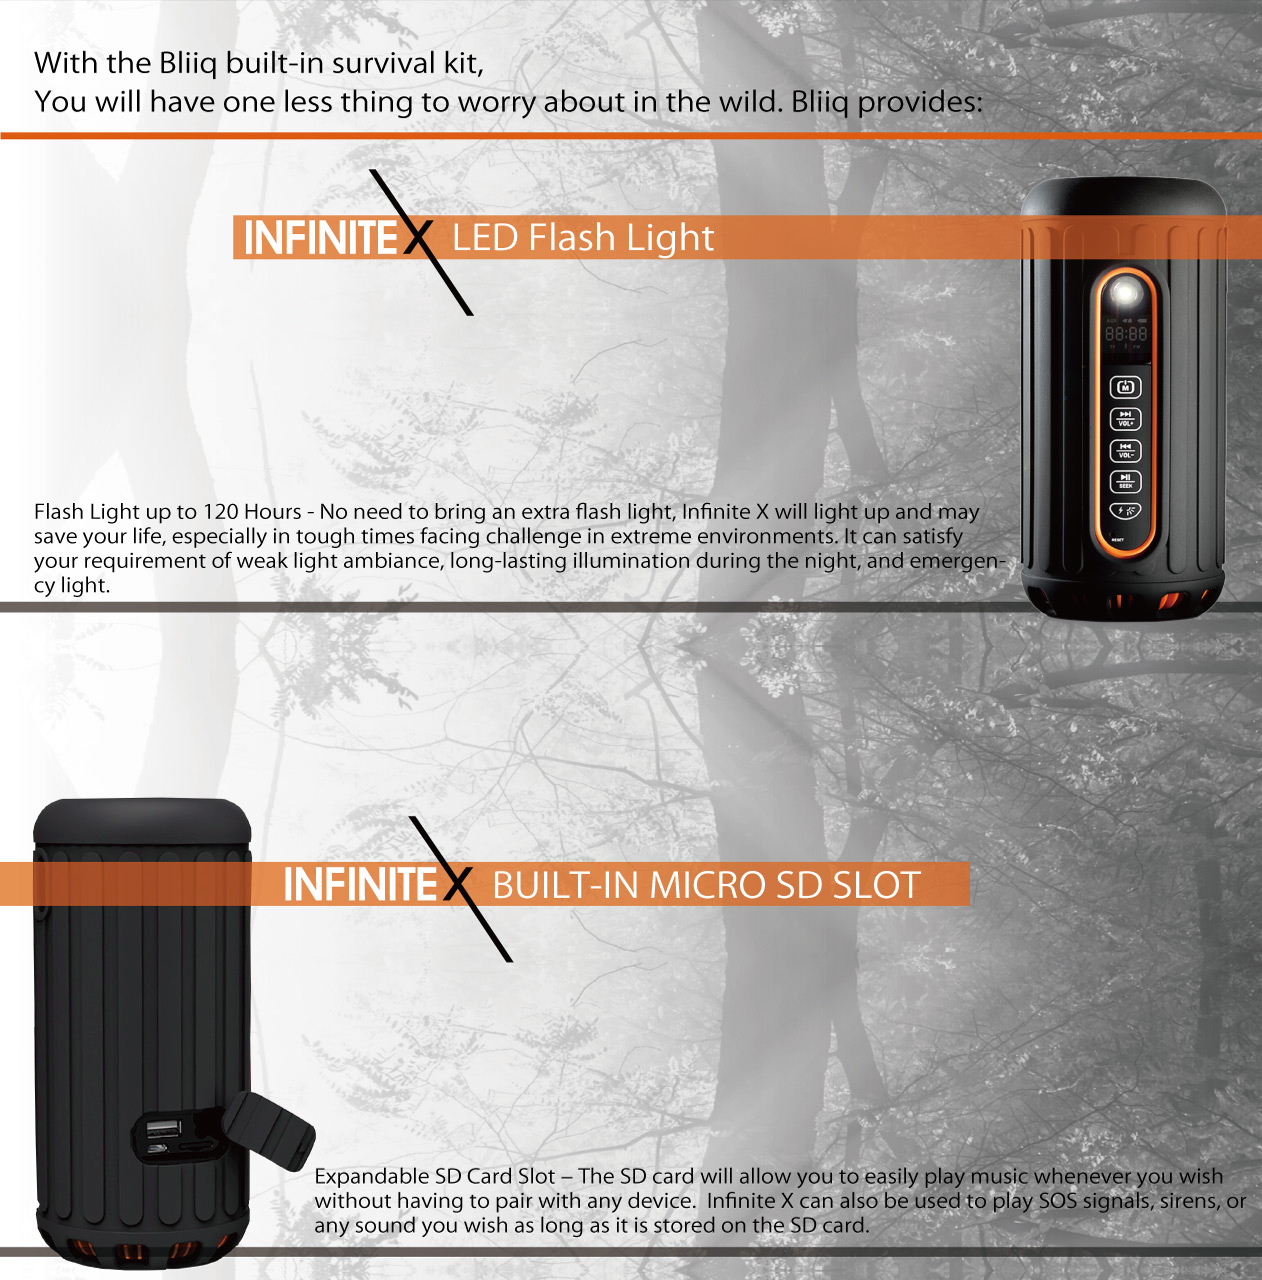 With the Bliiq built-in survival kit,
You will have one less thing to worry about in the wild. Bliiq provides:
INFINITE X LED Flash Light
88:88
M
VOL+
VOL-
SEEK
RESET
Flash Light up to 120 Hours - No need to bring an extra flash light, Infinite X will light up and may
save your life, especially in tough times facing challenge in extreme environments. It can satisfy
your requirement of weak light ambiance, long-lasting illumination during the night, and emergen-
cy light.
INFINITE X BUILT-IN MICRO SD SLOT
Expandable SD Card Slot – The SD card will allow you to easily play music whenever you wish
without having to pair with any device.  Infinite X can also be used to play SOS signals, sirens, or
any sound you wish as long as it is stored on the SD card.